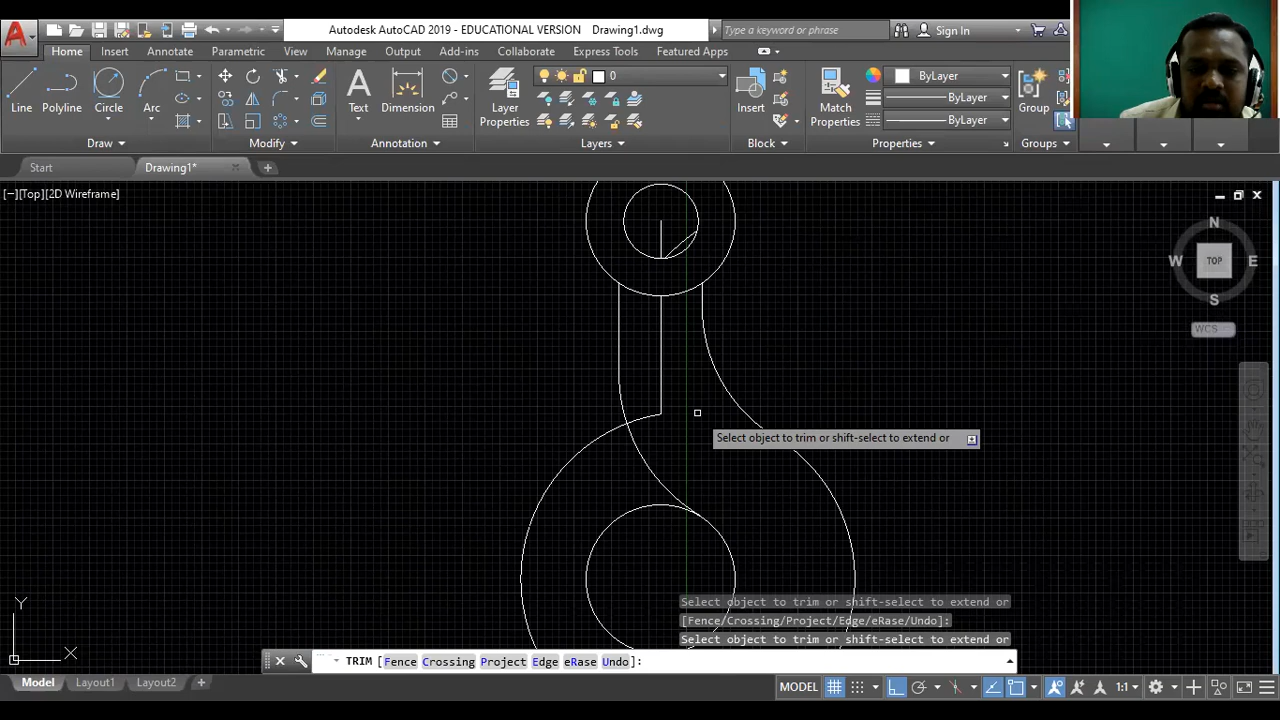 A
Autodesk AutoCAD 2019 - EDUCATIONAL VERSION Drawing1.dwg
Type a keyword or phrase
Sign In
Home Insert Annotate Parametric View Manage Output Add-ins Collaborate Express Tools Featured Apps
0
ByLayer
ByLayer
ByLayer
Line Polyline Circle Arc Text Dimension Layer Properties Insert Match Properties Group
Draw Modify Annotation Layers Block Properties Groups
Start Drawing1*
[−][Top][2D Wireframe]
N
W TOP E
S
WCS
Select object to trim or shift-select to extend or
Select object to trim or shift-select to extend or
[Fence/Crossing/Project/Edge/eRase/Undo]:
Select object to trim or shift-select to extend or
Y
X
TRIM [Fence Crossing Project Edge eRase Undo]:
Model Layout1 Layout2 +
MODEL 1:1